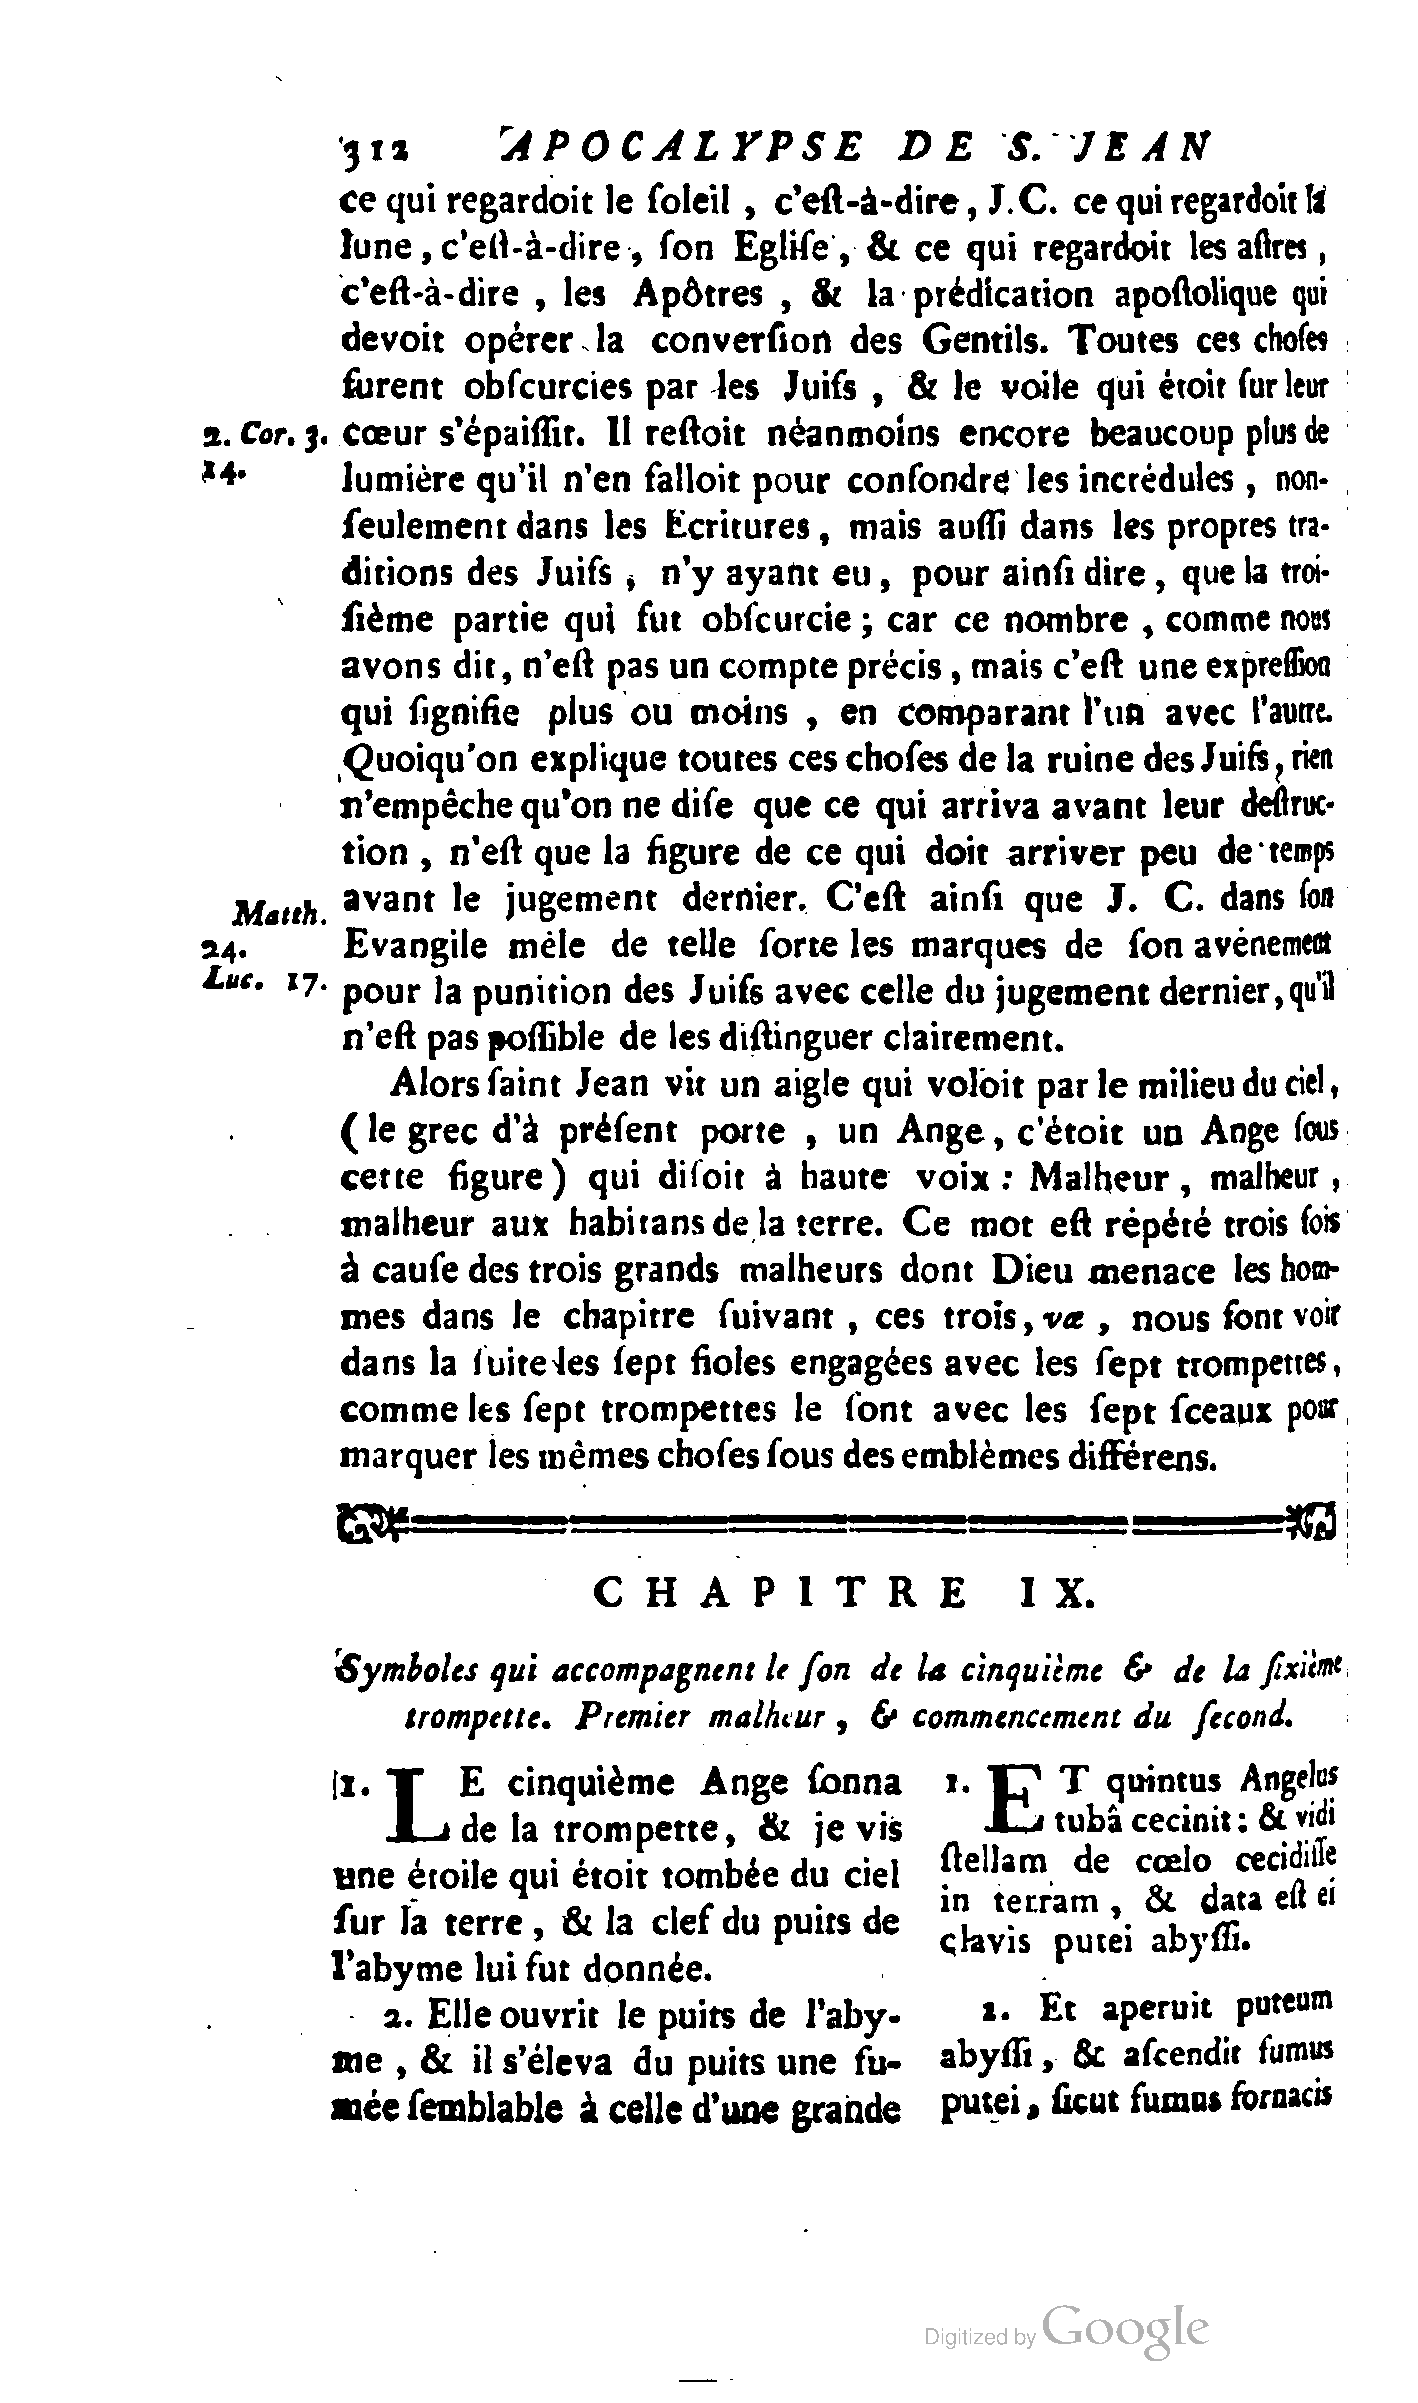 312 APOCALYPSE DE S. JEAN
ce qui regardoit le ſoleil, c'eſt-à-dire, J. C. ce qui regardoit la
lune, c'eſt-à-dire, ſon Egliſe, & ce qui regardoit les aſtres,
c'eſt-à-dire, les Apôtres, & la prédication apoſtolique qui
devoit opérer la converſion des Gentils. Toutes ces choſes
furent obſcurcies par les Juifs, & le voile qui étoit ſur leur
2. Cor. 3. cœur s'épaiſſit. Il reſtoit néanmoins encore beaucoup plus de
14. lumière qu'il n'en falloit pour confondre les incrédules, non-
ſeulement dans les Ecritures, mais auſſi dans les propres tra-
ditions des Juifs, n'y ayant eu, pour ainſi dire, que la troi-
ſième partie qui fut obſcurcie; car ce nombre, comme nous
avons dit, n'eſt pas un compte précis, mais c'eſt une expreſſion
qui ſignifie plus ou moins, en comparant l'un avec l'autre.
Quoiqu'on explique toutes ces choſes de la ruine des Juifs, rien
n'empêche qu'on ne diſe que ce qui arriva avant leur deſtruc-
tion, n'eſt que la figure de ce qui doit arriver peu de temps
Matth. avant le jugement dernier. C'eſt ainſi que J. C. dans ſon
24. Evangile mêle de telle ſorte les marques de ſon avénement
Luc. 17. pour la punition des Juifs avec celle du jugement dernier, qu'il
n'eſt pas poſſible de les diſtinguer clairement.
Alors ſaint Jean vit un aigle qui voloit par le milieu du ciel,
( le grec d'à préſent porte, un Ange, c'étoit un Ange ſous
cette figure) qui diſoit à haute voix : Malheur, malheur,
malheur aux habitans de la terre. Ce mot eſt répété trois fois
à cauſe des trois grands malheurs dont Dieu menace les hom-
mes dans le chapitre ſuivant, ces trois, væ, nous font voir
dans la ſuite les ſept fioles engagées avec les ſept trompettes,
comme les ſept trompettes le ſont avec les ſept ſceaux pour
marquer les mêmes choſes ſous des emblèmes différens.
CHAPITRE IX.
Symboles qui accompagnent le ſon de la cinquième & de la ſixième
trompette. Premier malheur, & commencement du ſecond.
1. LE cinquième Ange ſonna
de la trompette, & je vis
une étoile qui étoit tombée du ciel
ſur la terre, & la clef du puits de
l'abyme lui fut donnée.
2. Elle ouvrit le puits de l'aby-
me, & il s'éleva du puits une fu-
mée ſemblable à celle d'une grande
1. ET quintus Angelus
tubâ cecinit: & vidi
ſtellam de cœlo cecidiſſe
in terram, & data eſt ei
clavis putei abyſſi.
2. Et aperuit puteum
abyſſi, & aſcendit fumus
putei, ſicut fumus fornacis
Digitized by Google